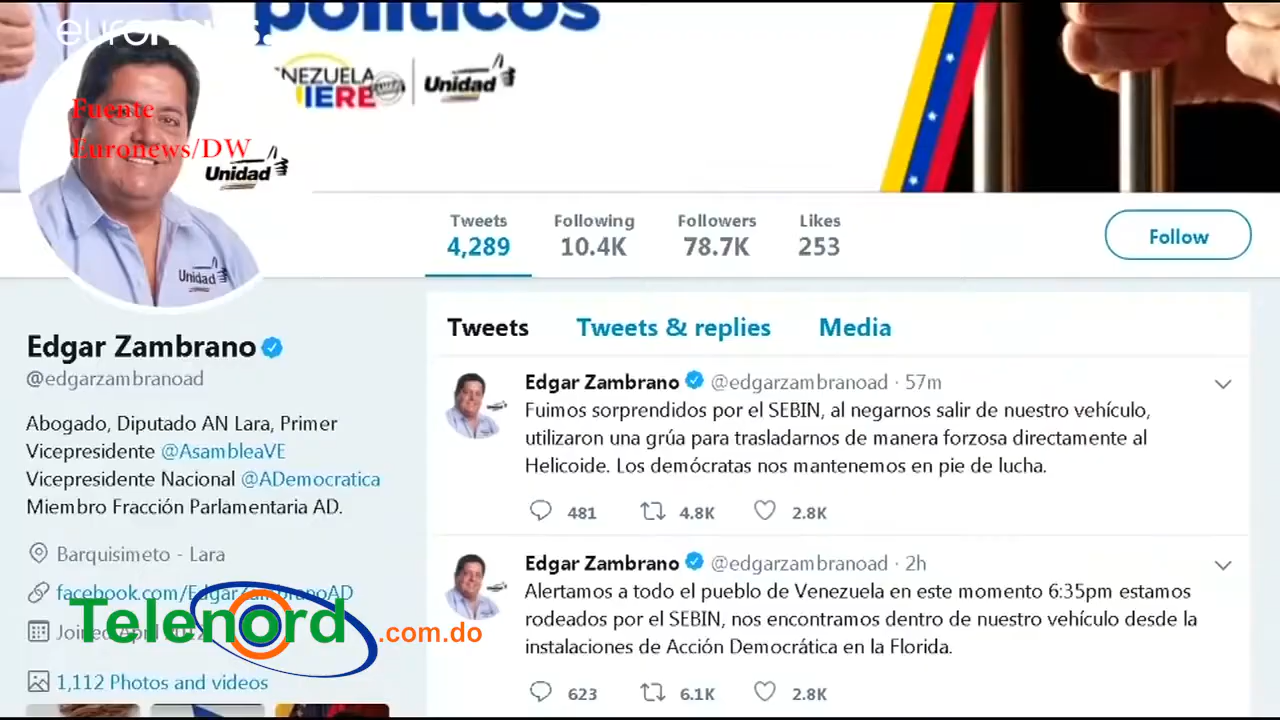 políticos
euronews.
VENEZUELA
Unidad
Fuente
Euronews/DW
Unidad
Unidad
Tweets
4,289
Following
10.4K
Followers
78.7K
Likes
253
Follow
Edgar Zambrano
@edgarzambranoad
Abogado, Diputado AN Lara, Primer
Vicepresidente @AsambleaVE
Vicepresidente Nacional @ADemocratica
Miembro Fracción Parlamentaria AD.
Barquisimeto - Lara
facebook.com/EdgarZambranoAD
Joined April 2012
1,112 Photos and videos
Telenord.com.do
Tweets Tweets & replies Media
Edgar Zambrano @edgarzambranoad · 57m
Fuimos sorprendidos por el SEBIN, al negarnos salir de nuestro vehículo,
utilizaron una grúa para trasladarnos de manera forzosa directamente al
Helicoide. Los demócratas nos mantenemos en pie de lucha.
481 4.8K 2.8K
Edgar Zambrano @edgarzambranoad · 2h
Alertamos a todo el pueblo de Venezuela en este momento 6:35pm estamos
rodeados por el SEBIN, nos encontramos dentro de nuestro vehículo desde la
instalaciones de Acción Democrática en la Florida.
623 6.1K 2.8K